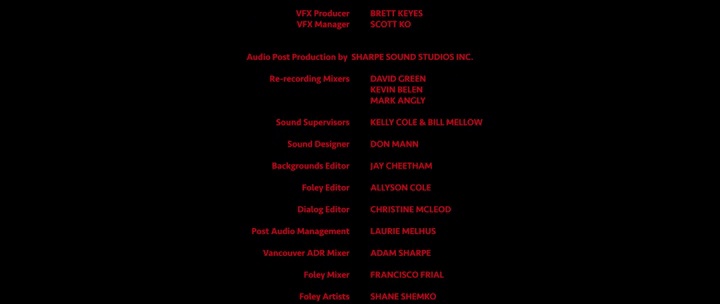 VFX Producer BRETT KEYES
VFX Manager SCOTT KO
Audio Post Production by SHARPE SOUND STUDIOS INC.
Re-recording Mixers DAVID GREEN
KEVIN BELEN
MARK ANGLY
Sound Supervisors KELLY COLE & BILL MELLOW
Sound Designer DON MANN
Backgrounds Editor JAY CHEETHAM
Foley Editor ALLYSON COLE
Dialog Editor CHRISTINE MCLEOD
Post Audio Management LAURIE MELHUS
Vancouver ADR Mixer ADAM SHARPE
Foley Mixer FRANCISCO FRIAL
Foley Artists SHANE SHEMKO